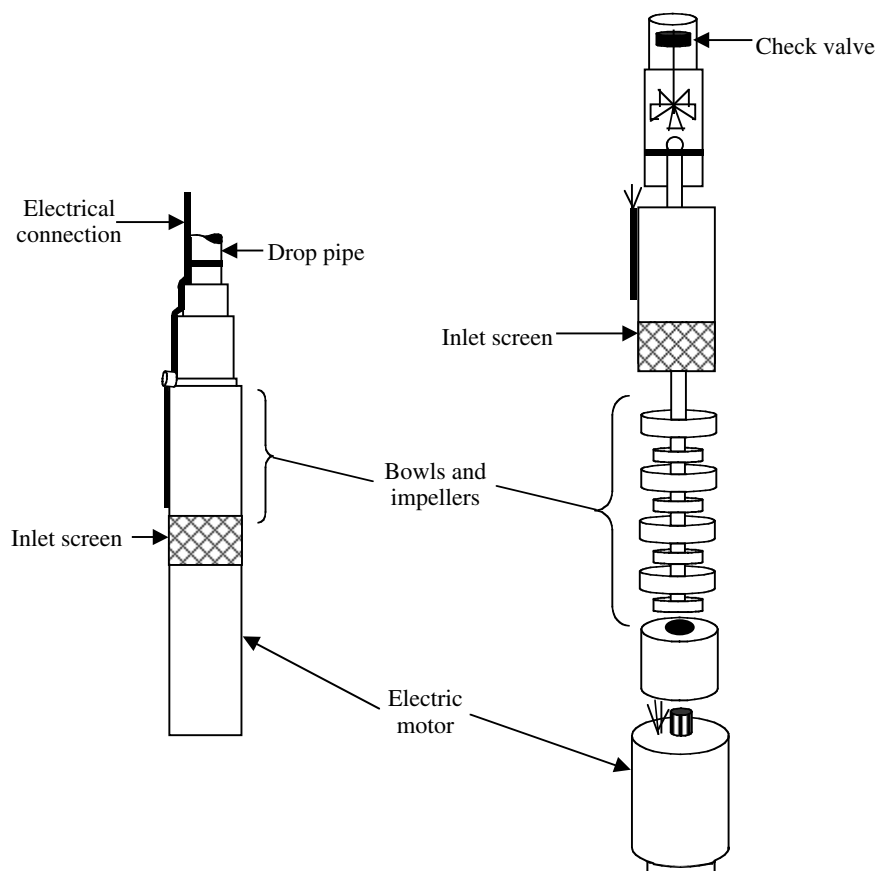 Check valve
Electrical
connection
Drop pipe
Inlet screen
Bowls and
impellers
Inlet screen
Electric
motor